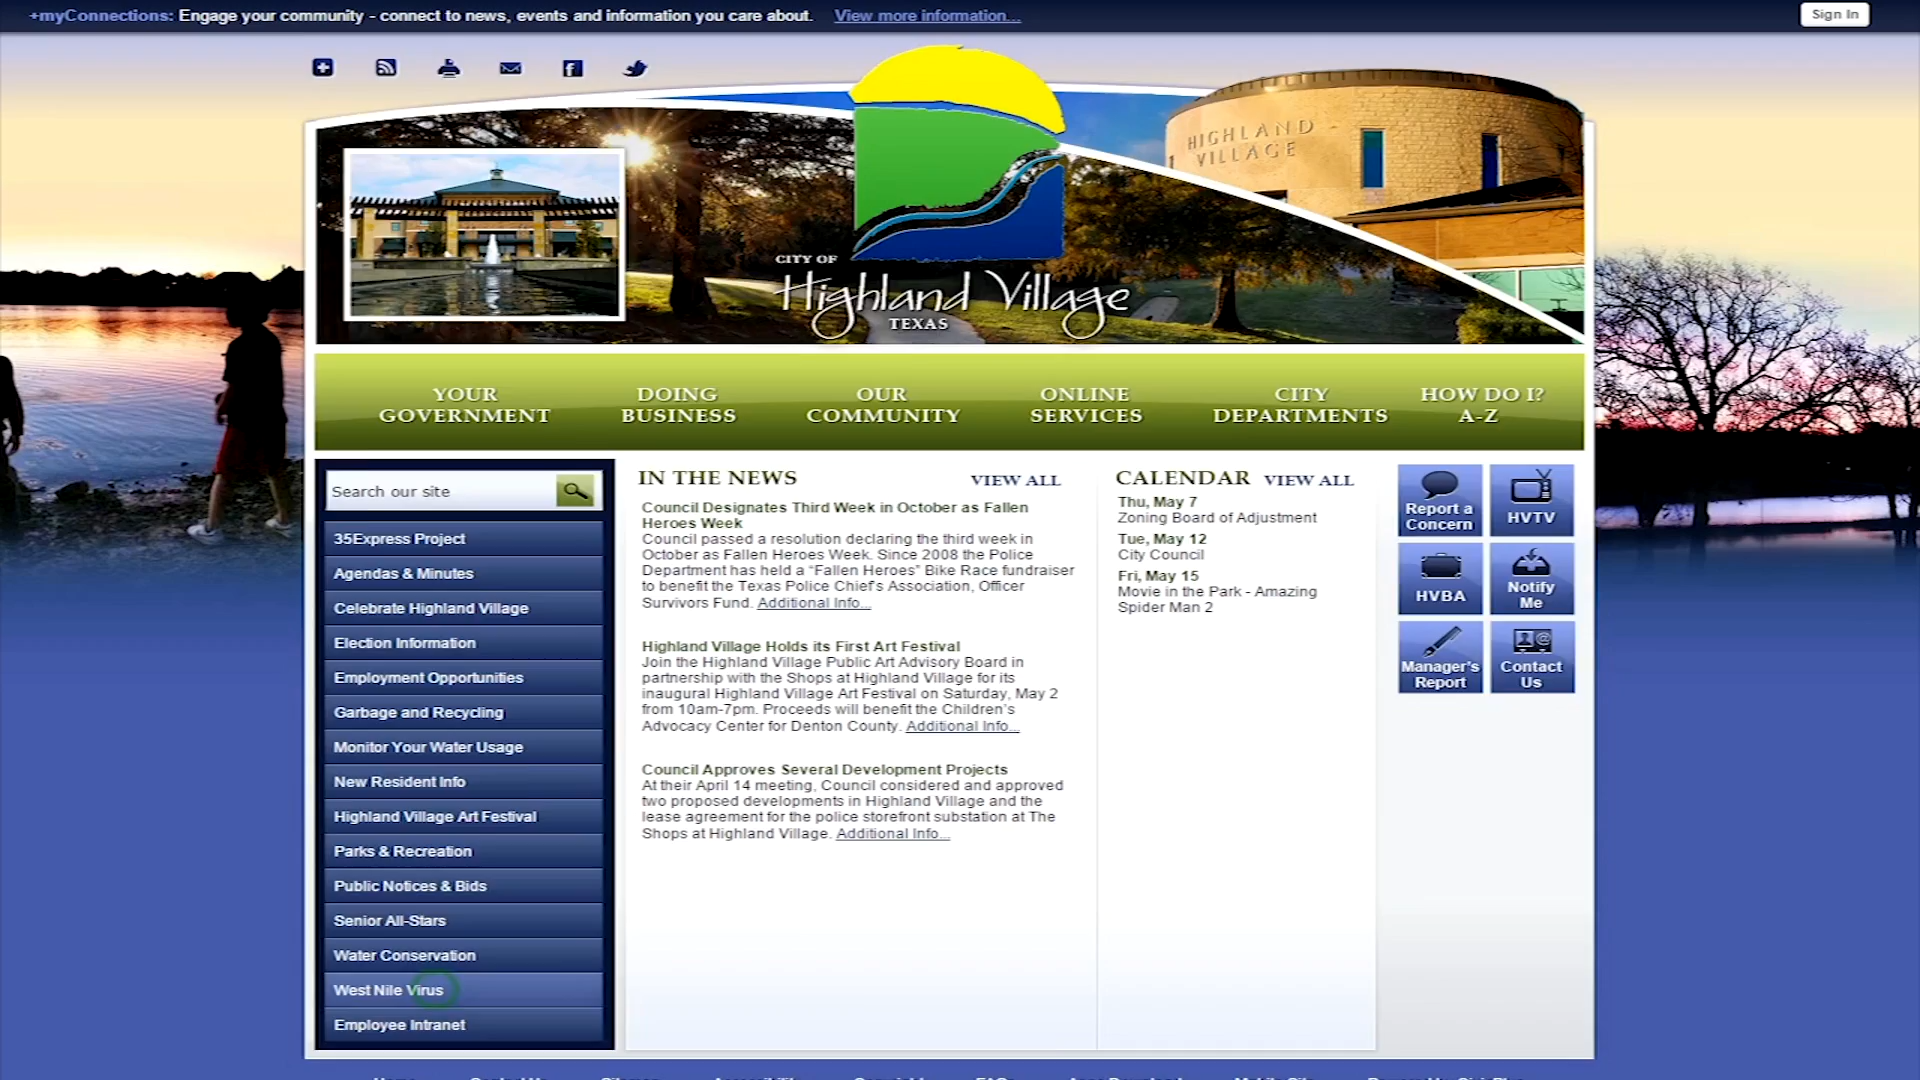 +myConnections: Engage your community - connect to news, events and information you care about. View more information...
Sign In
HIGHLAND
VILLAGE
CITY OF
Highland Village
TEXAS
YOUR
GOVERNMENT
DOING
BUSINESS
OUR
COMMUNITY
ONLINE
SERVICES
CITY
DEPARTMENTS
HOW DO I?
A-Z
Search our site
35Express Project
Agendas & Minutes
Celebrate Highland Village
Election Information
Employment Opportunities
Garbage and Recycling
Monitor Your Water Usage
New Resident Info
Highland Village Art Festival
Parks & Recreation
Public Notices & Bids
Senior All-Stars
Water Conservation
West Nile Virus
Employee Intranet
IN THE NEWS
VIEW ALL
Council Designates Third Week in October as Fallen
Heroes Week
Council passed a resolution declaring the third week in
October as Fallen Heroes Week. Since 2008 the Police
Department has held a “Fallen Heroes” Bike Race fundraiser
to benefit the Texas Police Chief's Association, Officer
Survivors Fund. Additional Info...
Highland Village Holds its First Art Festival
Join the Highland Village Public Art Advisory Board in
partnership with the Shops at Highland Village for its
inaugural Highland Village Art Festival on Saturday, May 2
from 10am-7pm. Proceeds will benefit the Children's
Advocacy Center for Denton County. Additional Info...
Council Approves Several Development Projects
At their April 14 meeting, Council considered and approved
two proposed developments in Highland Village and the
lease agreement for the police storefront substation at The
Shops at Highland Village. Additional Info...
CALENDAR
VIEW ALL
Thu, May 7
Zoning Board of Adjustment
Tue, May 12
City Council
Fri, May 15
Movie in the Park - Amazing
Spider Man 2
Report a
Concern
HVTV
HVBA
Notify
Me
Manager's
Report
Contact
Us